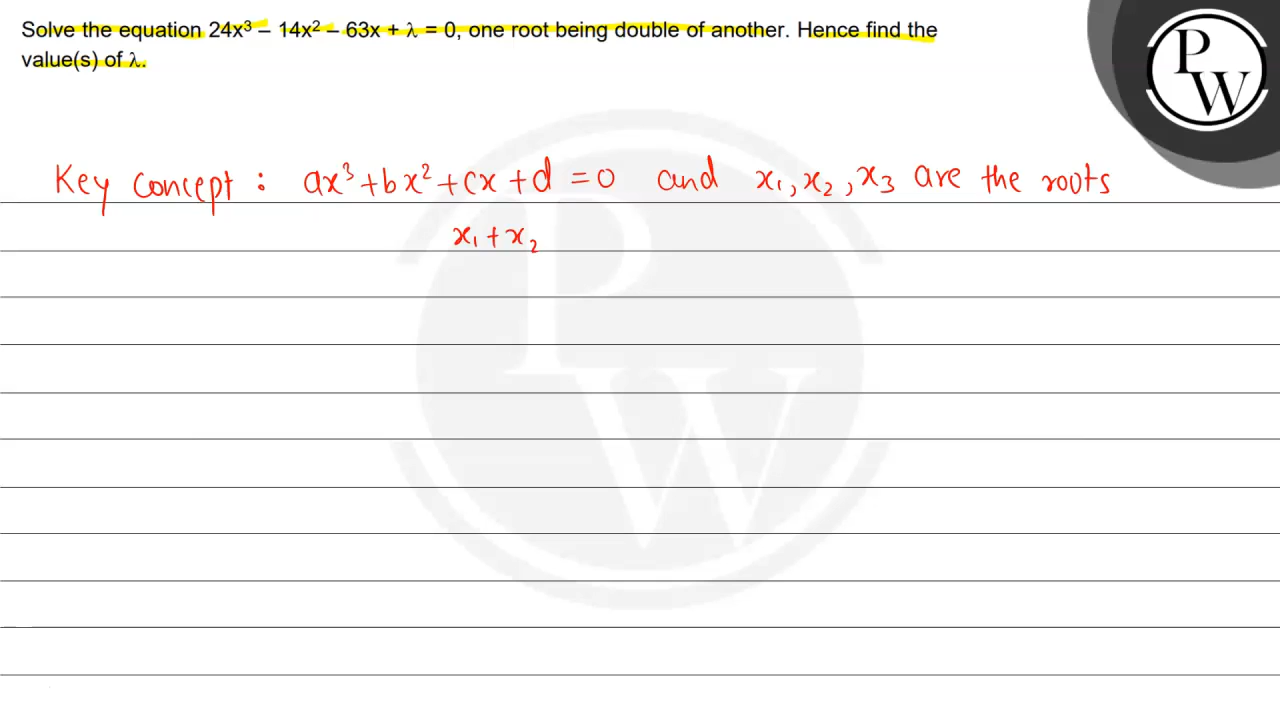 Solve the equation 24x³ – 14x² – 63x + λ = 0, one root being double of another. Hence find the
value(s) of λ.
P
W
Key concept : ax³ + bx² + cx + d = 0 and x₁, x₂, x₃ are the roots
x₁ + x₂
P
W